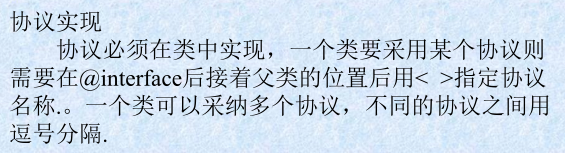 协议实现
协议必须在类中实现，一个类要采用某个协议则
需要在@interface后接着父类的位置后用< >指定协议
名称.。一个类可以采纳多个协议，不同的协议之间用
逗号分隔.